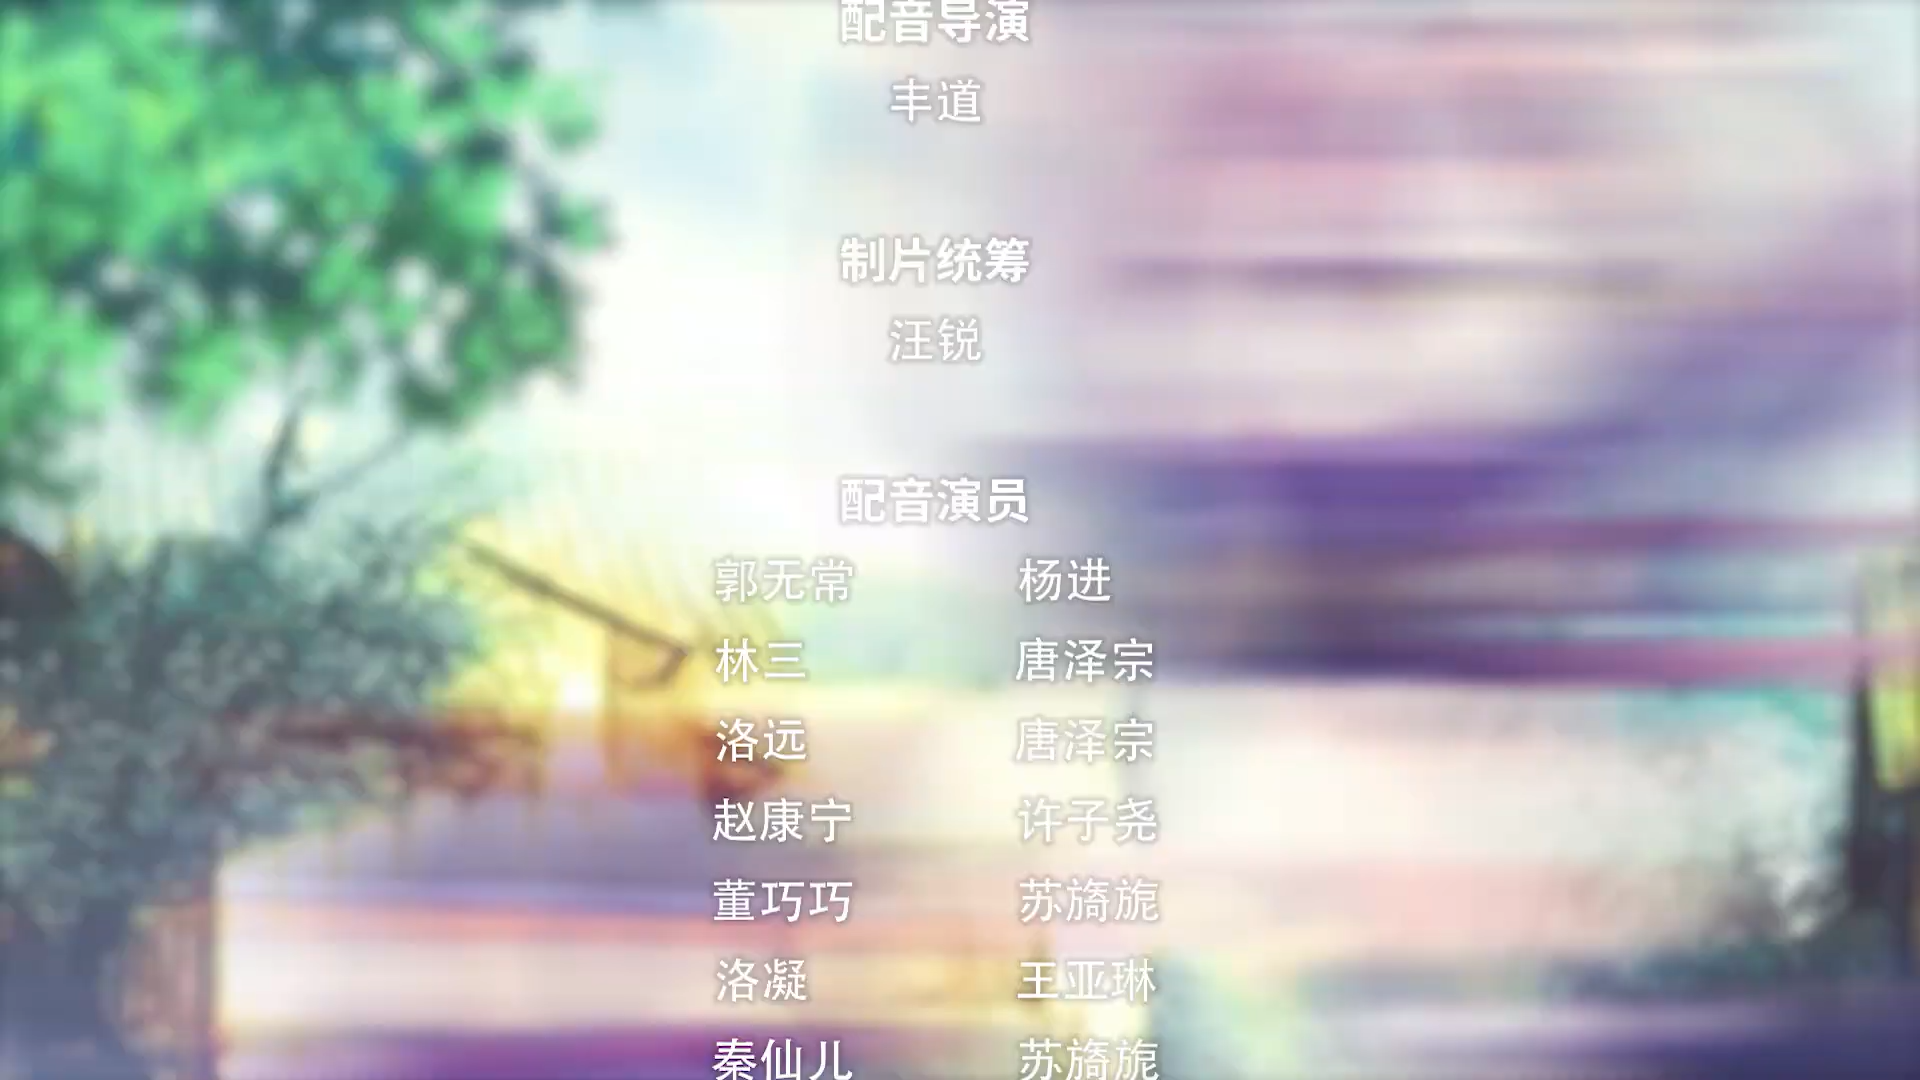 配音导演
丰道
制片统筹
汪锐
配音演员
郭无常 杨进
林三 唐泽宗
洛远 唐泽宗
赵康宁 许子尧
董巧巧 苏旖旎
洛凝 王亚琳
秦仙儿 苏旖旎